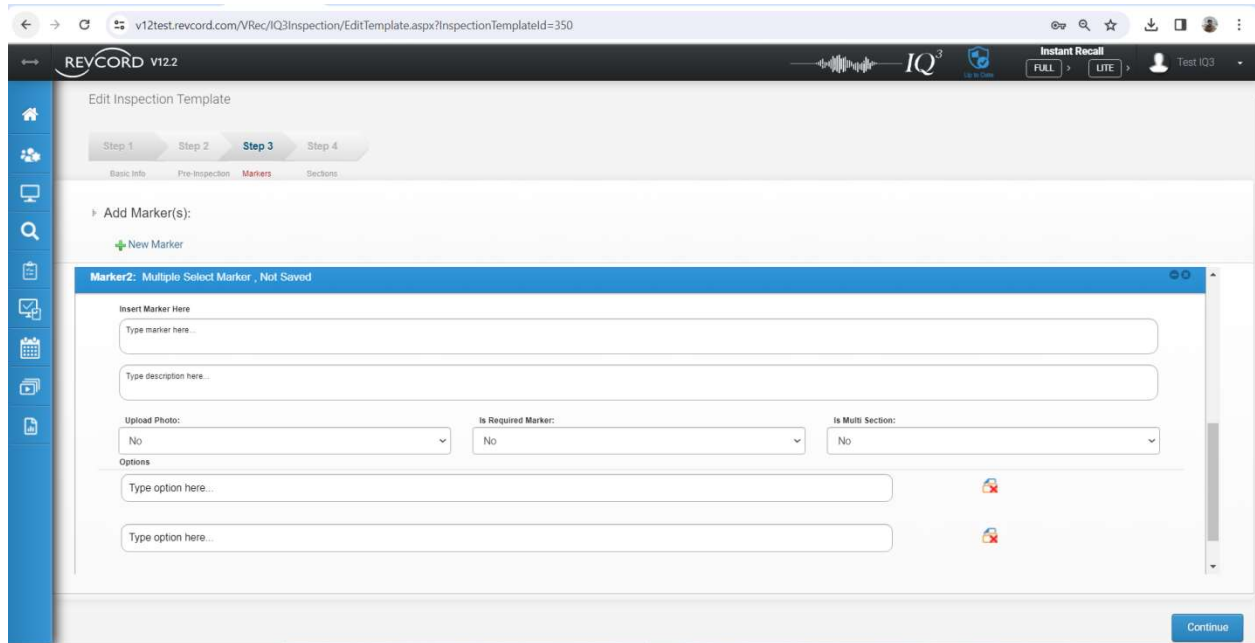 v12test.revcord.com/VRec/IQ3Inspection/EditTemplate.aspx?InspectionTemplateId=350
REVCORD V12.2
IQ3
Up to Date
Instant Recall
FULL > LITE >
Test IQ3
Edit Inspection Template
Step 1 Step 2 Step 3 Step 4
Basic Info Pre-Inspection Markers Sections
Add Marker(s):
New Marker
Marker2: Multiple Select Marker , Not Saved
Insert Marker Here
Type marker here...
Type description here...
Upload Photo: Is Required Marker: Is Multi Section:
No No No
Options
Type option here...
Type option here...
Continue